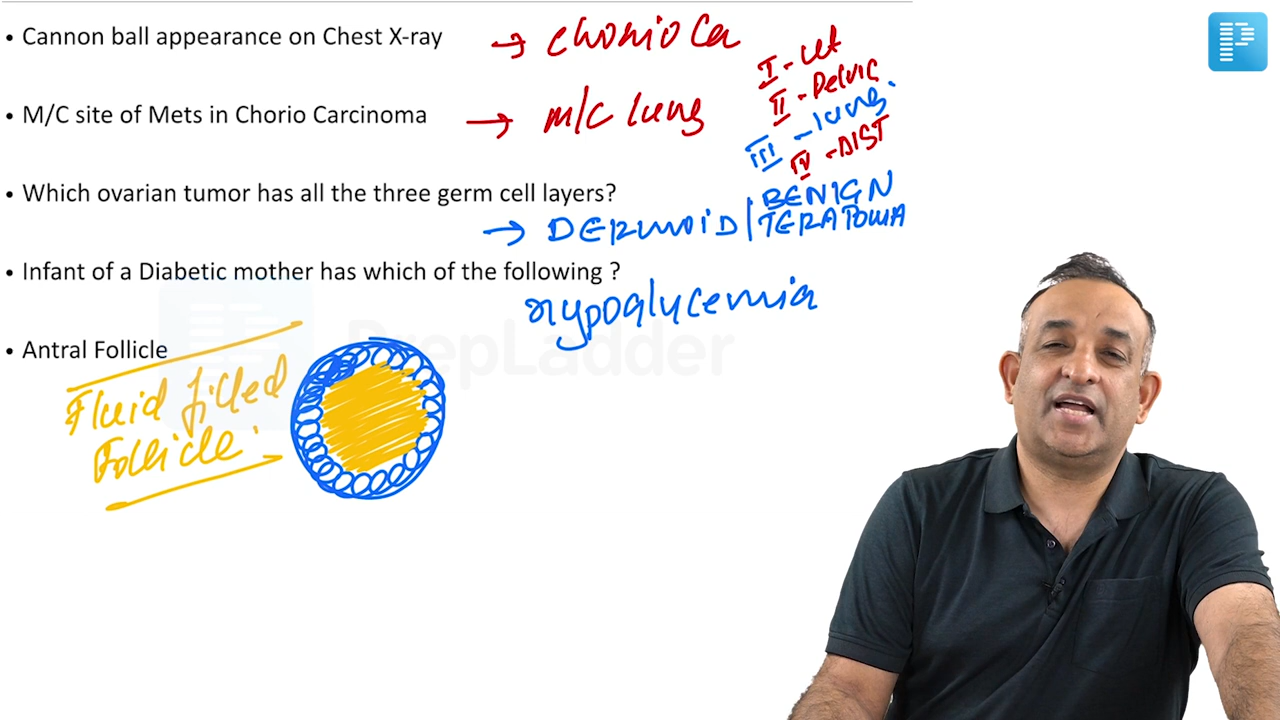 • Cannon ball appearance on Chest X-ray → chorio Ca
I - Ut
II - Pelvic
• M/C site of Mets in Chorio Carcinoma → M/C lung
III - lung.
IV - DIST
• Which ovarian tumor has all the three germ cell layers?
→ DERMOID | BENIGN
TERATOMA
• Infant of a Diabetic mother has which of the following ?
Hypoglycemia
PrepLadder
• Antral Follicle
Fluid filled
Follicle.